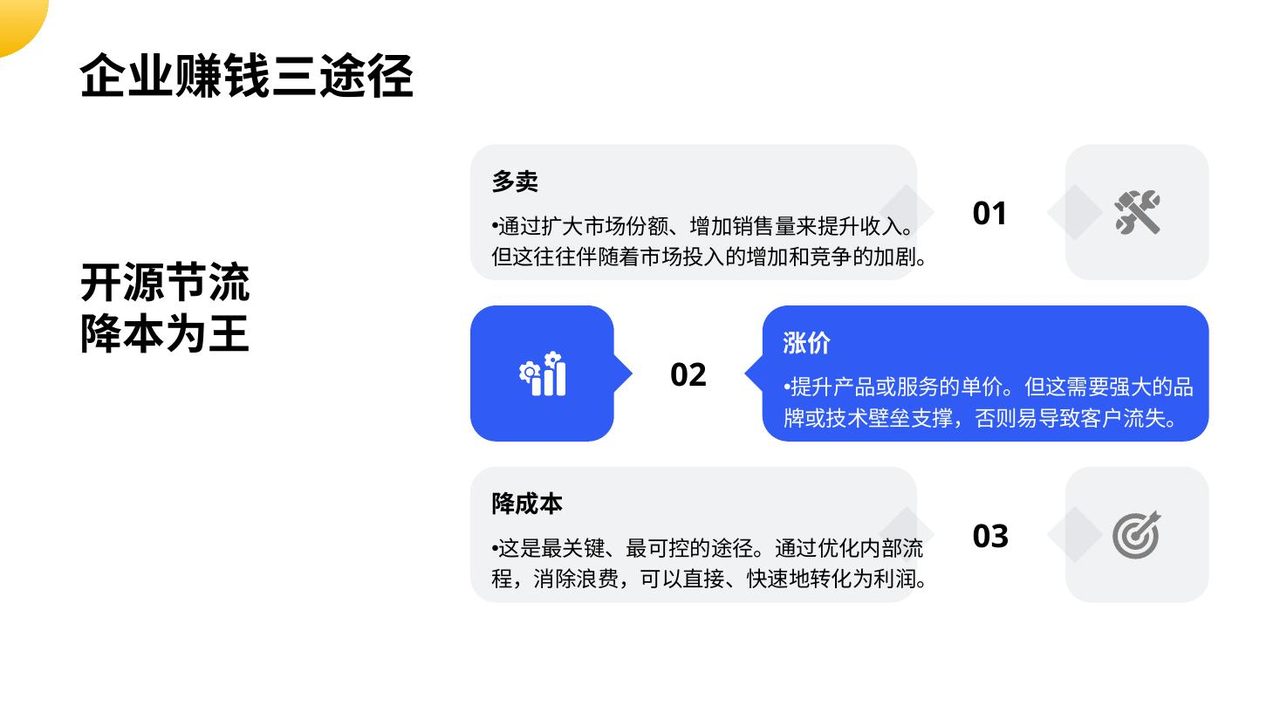 企业赚钱三途径
开源节流
降本为王
多卖
•通过扩大市场份额、增加销售量来提升收入。
但这往往伴随着市场投入的增加和竞争的加剧。
01
02
涨价
•提升产品或服务的单价。但这需要强大的品
牌或技术壁垒支撑，否则易导致客户流失。
降成本
•这是最关键、最可控的途径。通过优化内部流
程，消除浪费，可以直接、快速地转化为利润。
03